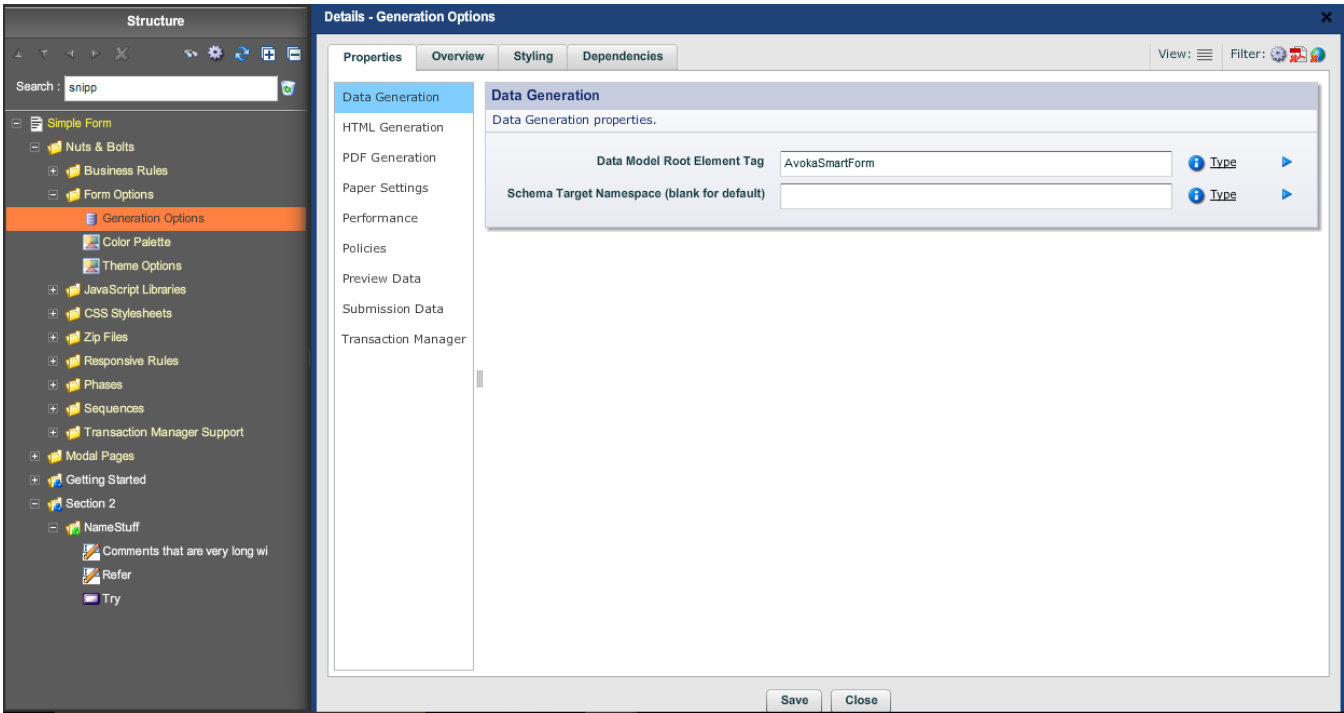 Structure
Search :
snipp
Simple Form
Nuts & Bolts
Business Rules
Form Options
Generation Options
Color Palette
Theme Options
JavaScript Libraries
CSS Stylesheets
Zip Files
Responsive Rules
Phases
Sequences
Transaction Manager Support
Modal Pages
Getting Started
Section 2
NameStuff
Comments that are very long wi
Refer
Try
Details - Generation Options
Properties Overview Styling Dependencies
View: Filter:
Data Generation
HTML Generation
PDF Generation
Paper Settings
Performance
Policies
Preview Data
Submission Data
Transaction Manager
Data Generation
Data Generation properties.
Data Model Root Element Tag AvokaSmartForm Type
Schema Target Namespace (blank for default) Type
Save Close